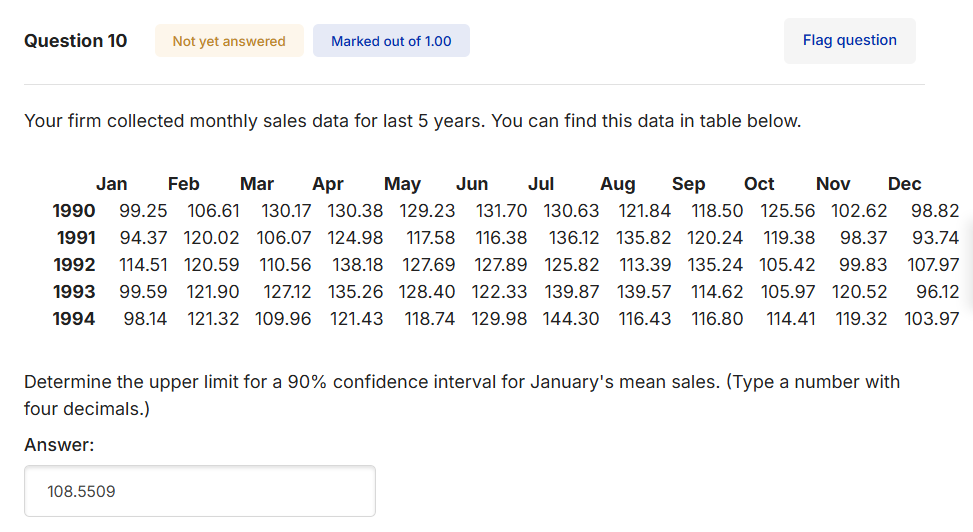 Question 10 Not yet answered Marked out of 1.00 Flag question
Your firm collected monthly sales data for last 5 years. You can find this data in table below.
Jan Feb Mar Apr May Jun Jul Aug Sep Oct Nov Dec
1990 99.25 106.61 130.17 130.38 129.23 131.70 130.63 121.84 118.50 125.56 102.62 98.82
1991 94.37 120.02 106.07 124.98 117.58 116.38 136.12 135.82 120.24 119.38 98.37 93.74
1992 114.51 120.59 110.56 138.18 127.69 127.89 125.82 113.39 135.24 105.42 99.83 107.97
1993 99.59 121.90 127.12 135.26 128.40 122.33 139.87 139.57 114.62 105.97 120.52 96.12
1994 98.14 121.32 109.96 121.43 118.74 129.98 144.30 116.43 116.80 114.41 119.32 103.97
Determine the upper limit for a 90% confidence interval for January's mean sales. (Type a number with
four decimals.)
Answer:
108.5509